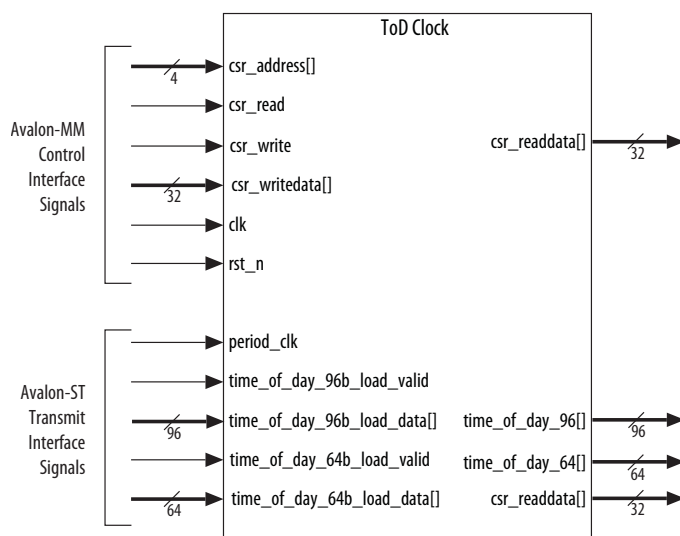 ToD Clock
Avalon-MM
Control
Interface
Signals
4
csr_address[]
csr_read
csr_write
32
csr_writedata[]
clk
rst_n
csr_readdata[]
32
Avalon-ST
Transmit
Interface
Signals
period_clk
time_of_day_96b_load_valid
96
time_of_day_96b_load_data[]
time_of_day_64b_load_valid
64
time_of_day_64b_load_data[]
time_of_day_96[]
96
time_of_day_64[]
64
csr_readdata[]
32